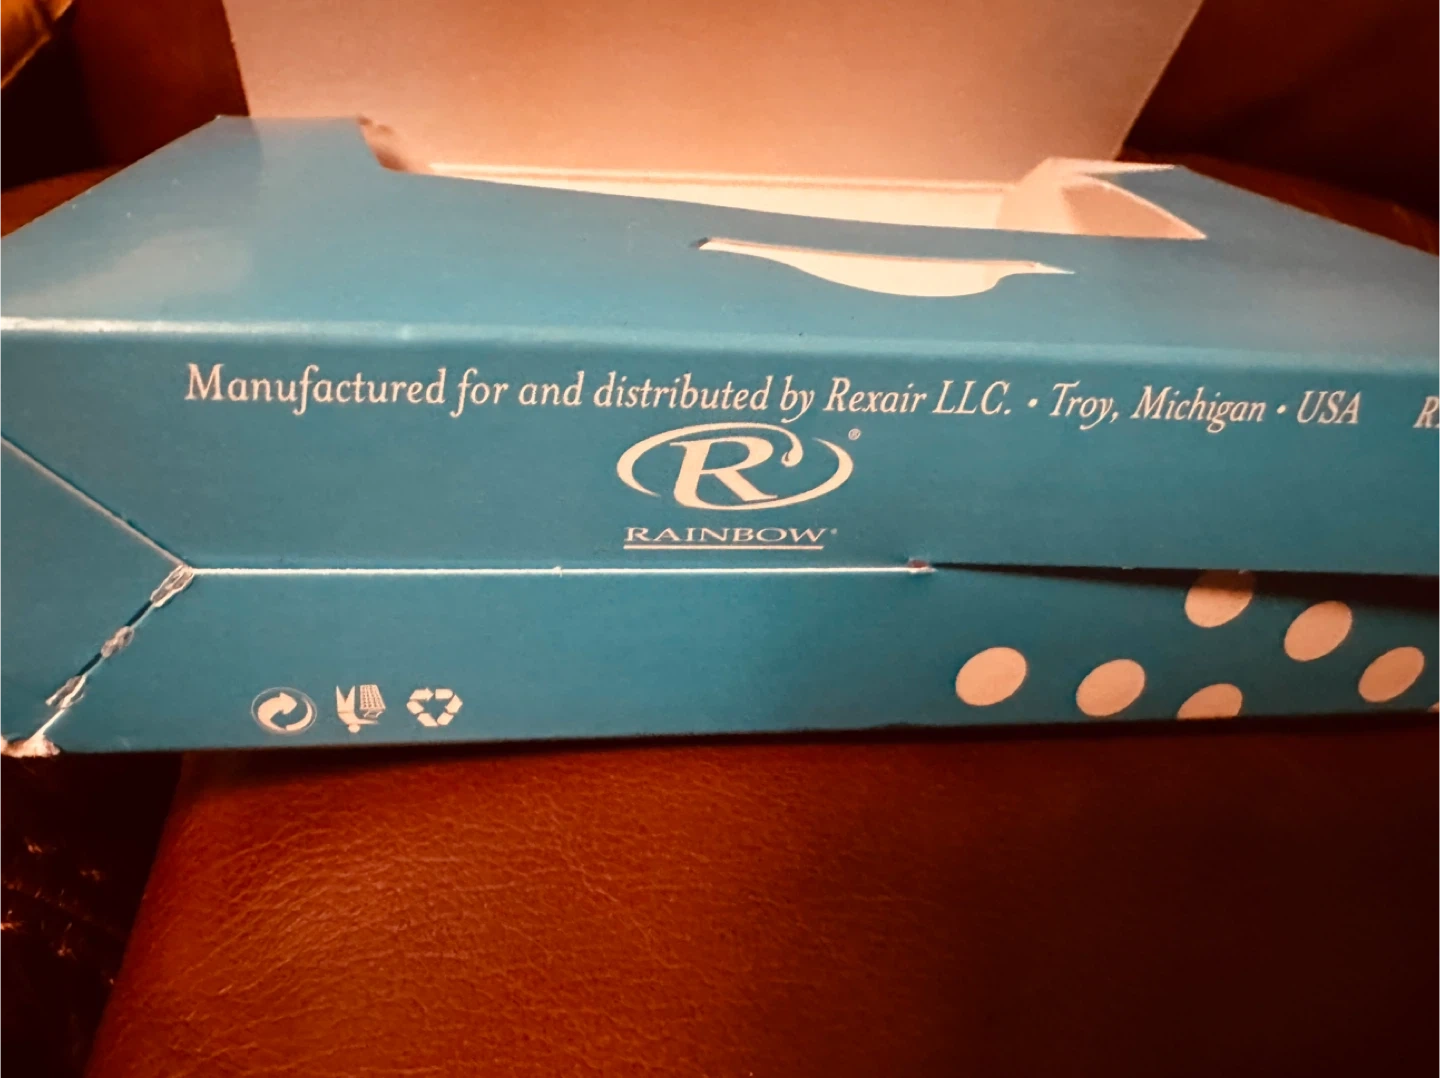 Manufactured for and distributed by Rexair LLC. • Troy, Michigan • USA
R®
RAINBOW®